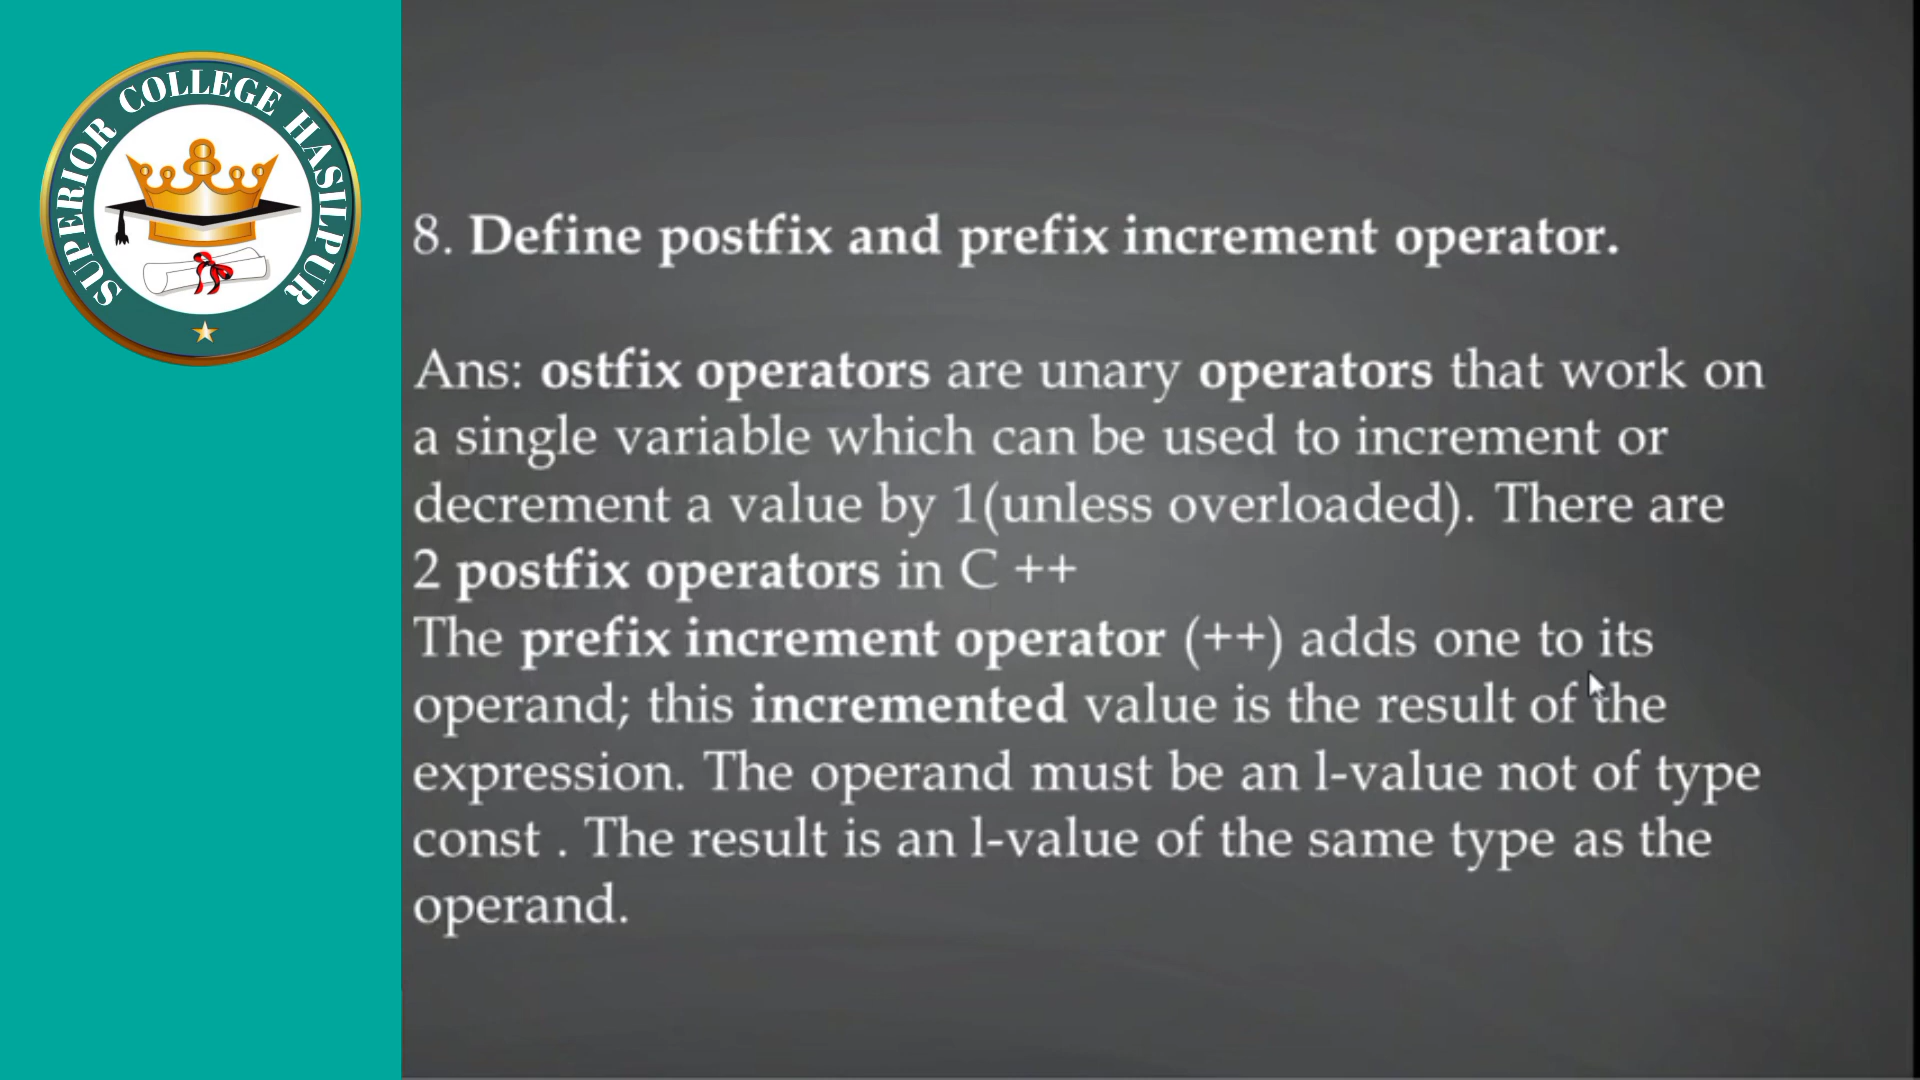 SUPERIOR COLLEGE HASILPUR
8. Define postfix and prefix increment operator.
Ans: ostfix operators are unary operators that work on
a single variable which can be used to increment or
decrement a value by 1(unless overloaded). There are
2 postfix operators in C ++
The prefix increment operator (++) adds one to its
operand; this incremented value is the result of the
expression. The operand must be an l-value not of type
const . The result is an l-value of the same type as the
operand.